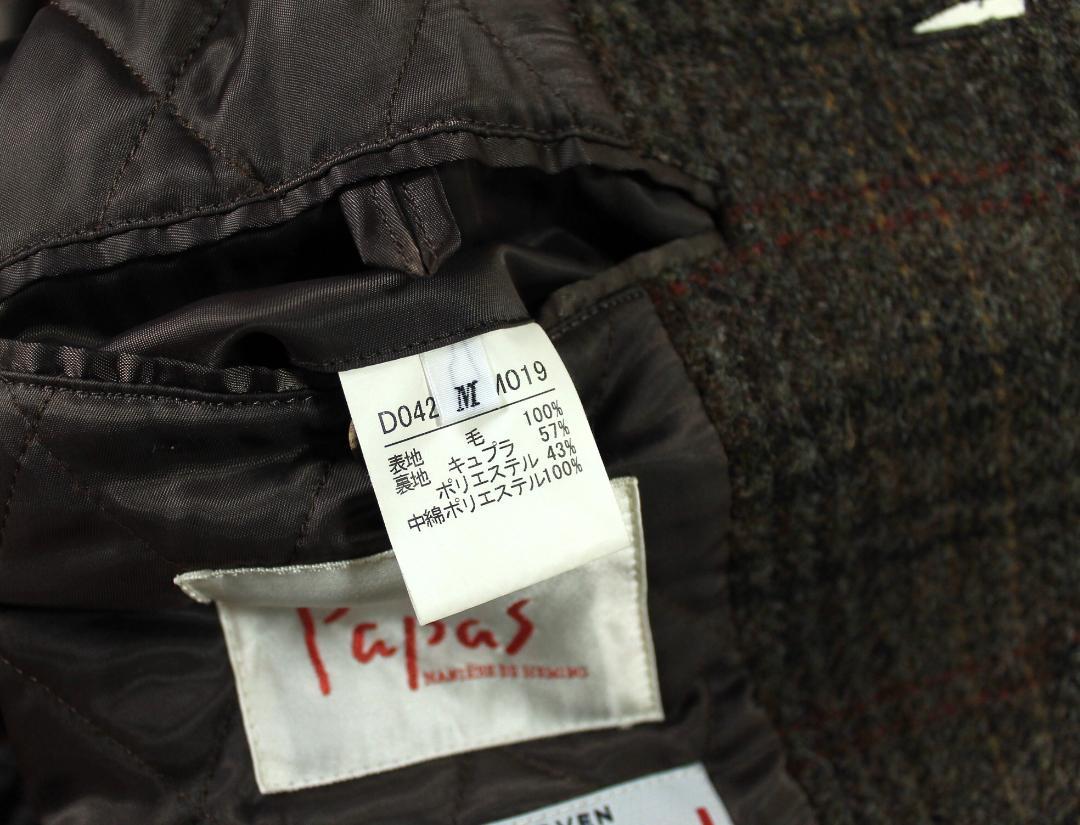 D042
M
M019
表地 毛 100%
裏地 キュプラ 57%
ポリエステル 43%
中綿ポリエステル100%
Papas